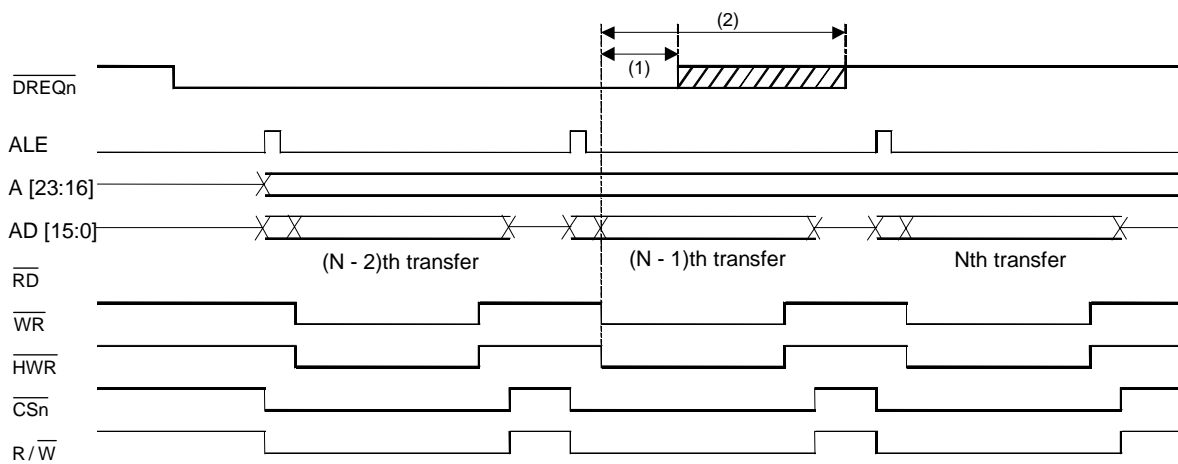 (2)
(1)
DREQn
ALE
A [23:16]
AD [15:0]
(N - 2)th transfer
(N - 1)th transfer
Nth transfer
RD
WR
HWR
CSn
R / W